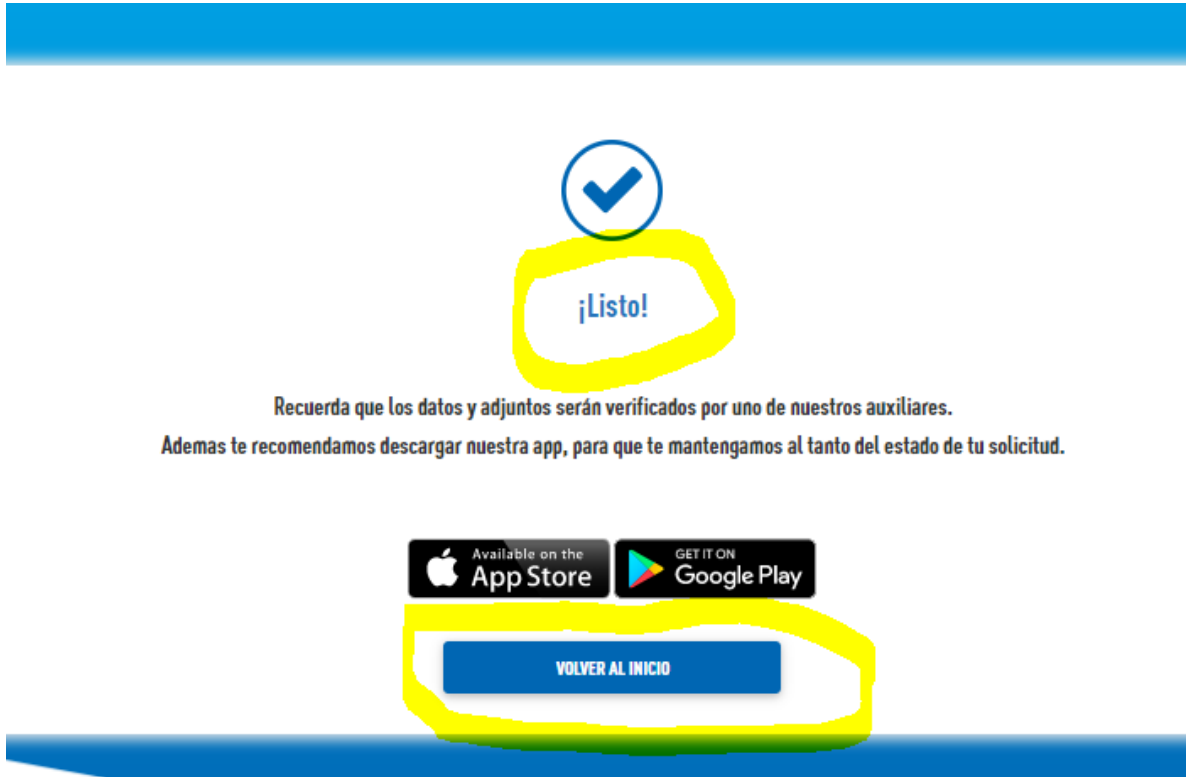 ¡Listo!
Recuerda que los datos y adjuntos serán verificados por uno de nuestros auxiliares.
Ademas te recomendamos descargar nuestra app, para que te mantengamos al tanto del estado de tu solicitud.
Available on the
App Store
GET IT ON
Google Play
VOLVER AL INICIO